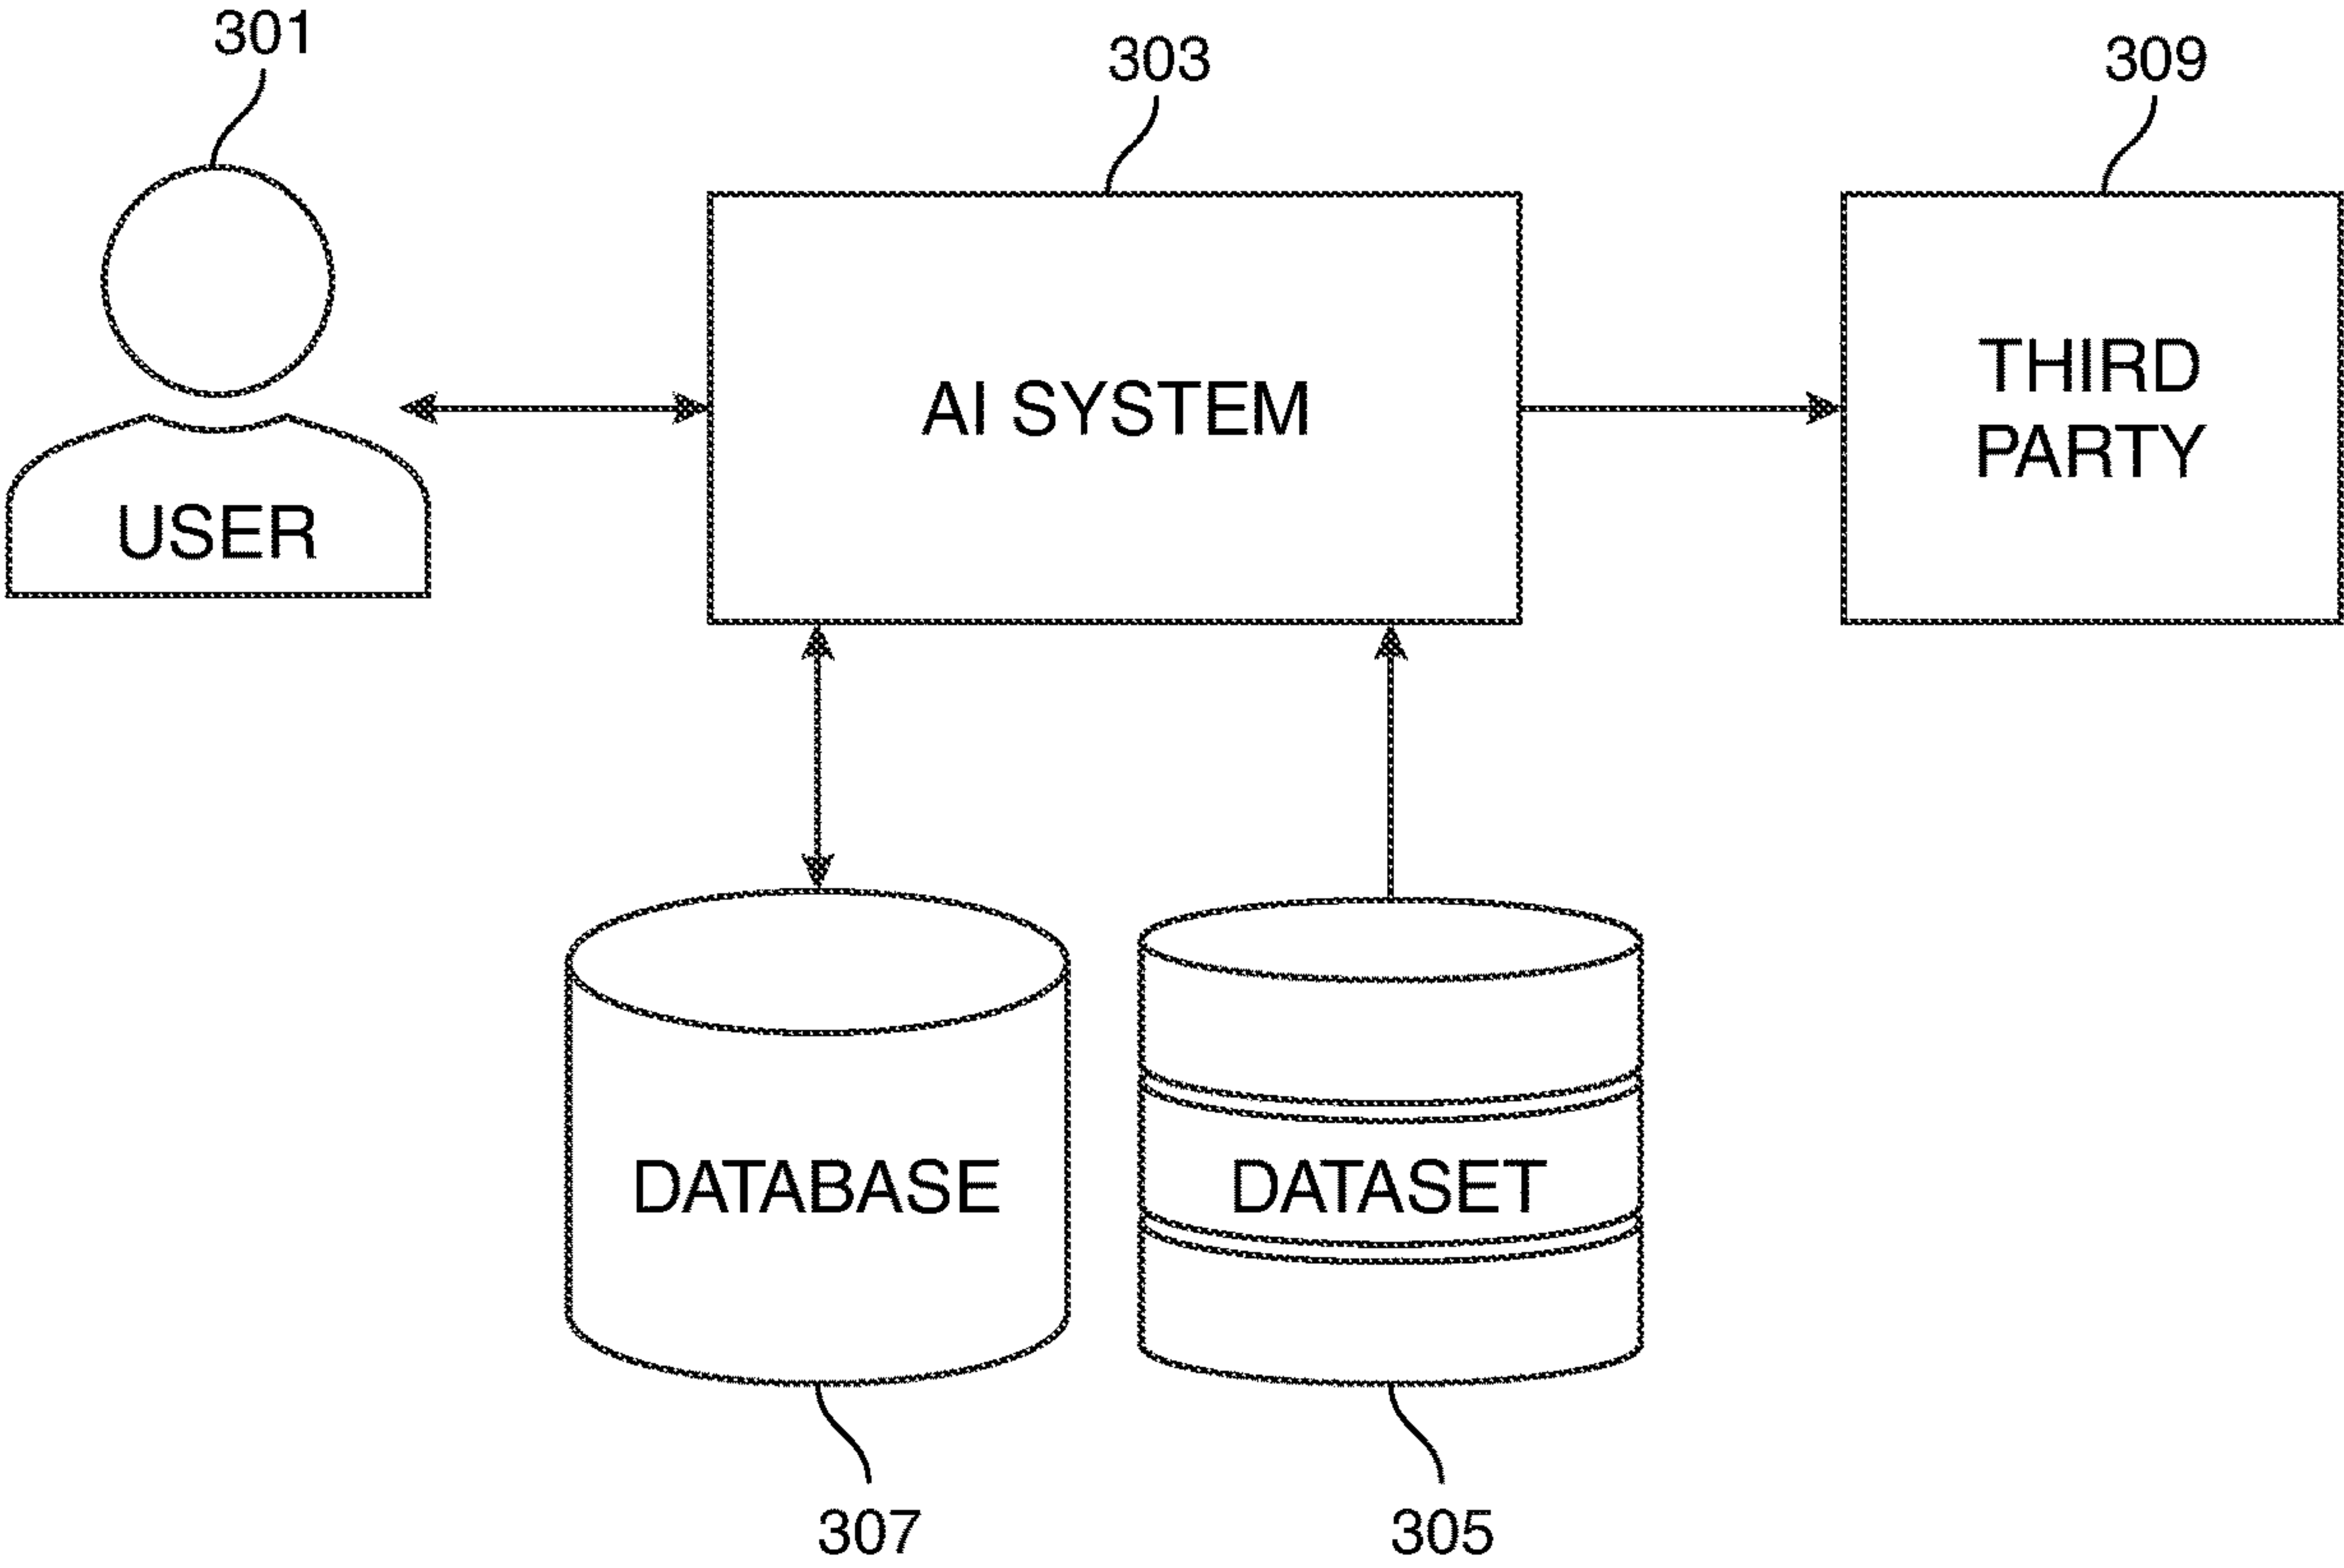 301
303
309
USER
AI SYSTEM
THIRD
PARTY
DATABASE
DATASET
307
305